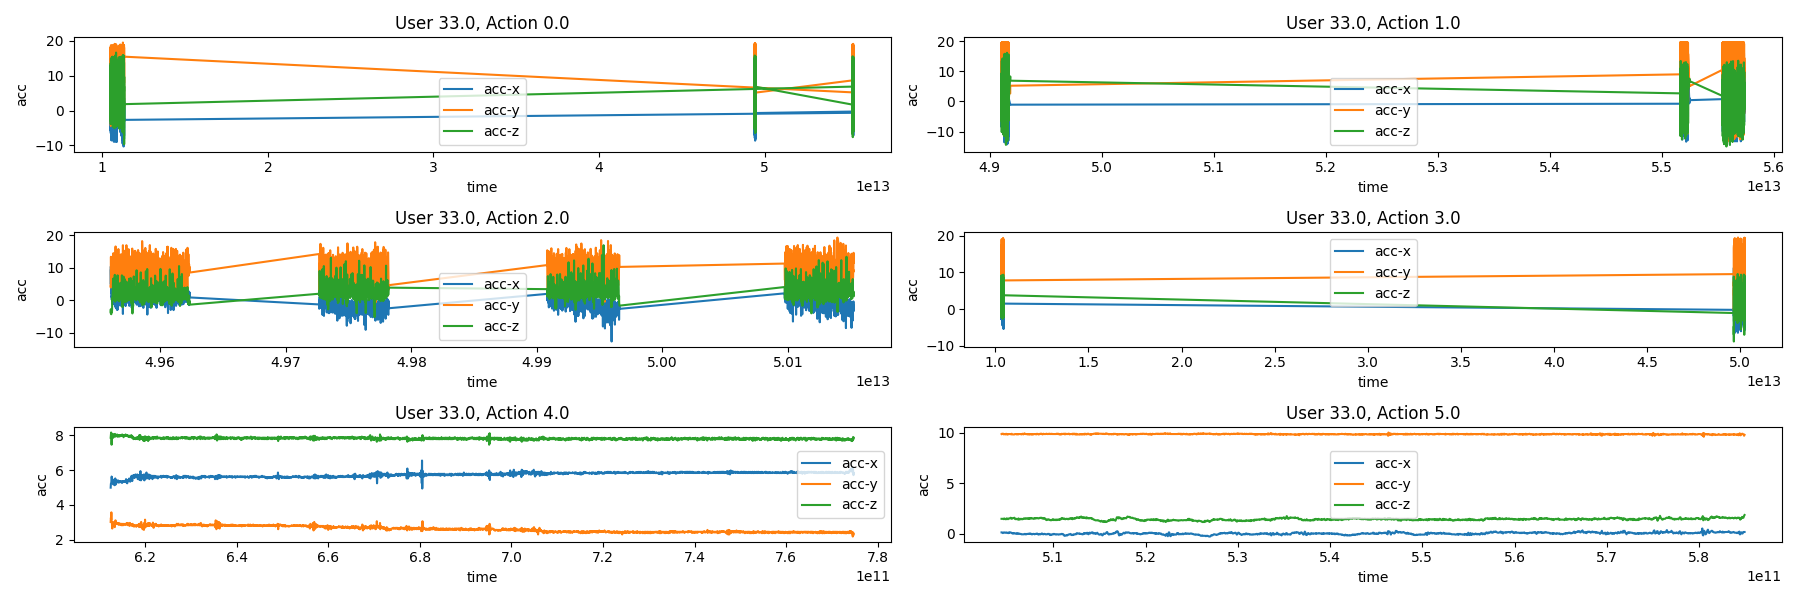 User 33.0, Action 0.0
acc
20
10
0
−10
acc-x
acc-y
acc-z
1 2 3 4 5
time
1e13
User 33.0, Action 1.0
acc
20
10
0
−10
acc-x
acc-y
acc-z
4.9 5.0 5.1 5.2 5.3 5.4 5.5 5.6
time
1e13
User 33.0, Action 2.0
acc
20
10
0
−10
acc-x
acc-y
acc-z
4.96 4.97 4.98 4.99 5.00 5.01
time
1e13
User 33.0, Action 3.0
acc
20
10
0
−10
acc-x
acc-y
acc-z
1.0 1.5 2.0 2.5 3.0 3.5 4.0 4.5 5.0
time
1e13
User 33.0, Action 4.0
acc
8
6
4
2
acc-x
acc-y
acc-z
6.2 6.4 6.6 6.8 7.0 7.2 7.4 7.6 7.8
time
1e11
User 33.0, Action 5.0
acc
10
5
0
acc-x
acc-y
acc-z
5.1 5.2 5.3 5.4 5.5 5.6 5.7 5.8
time
1e11